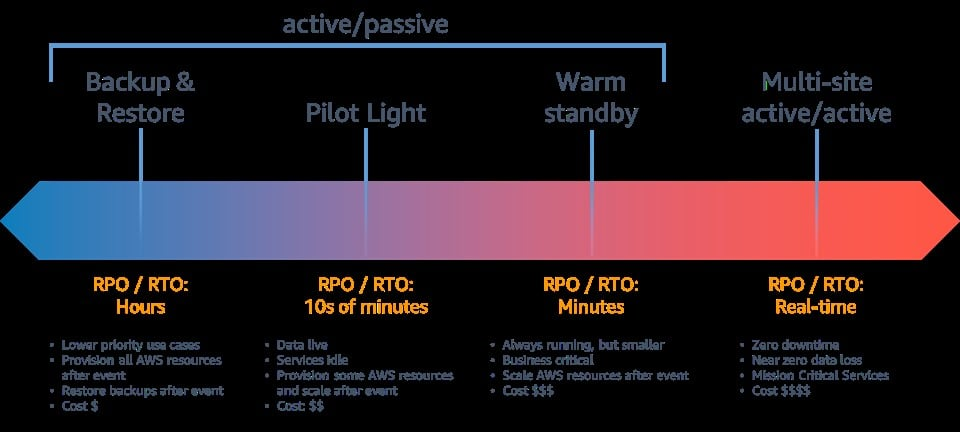 active/passive
Backup &
Restore
Pilot Light
Warm
standby
Multi-site
active/active
RPO / RTO:
Hours
RPO / RTO:
10s of minutes
RPO / RTO:
Minutes
RPO / RTO:
Real-time
• Lower priority use cases
• Provision all AWS resources
after event
• Restore backups after event
• Cost $
• Data live
• Services idle
• Provision some AWS resources
and scale after event
• Cost: $$
• Always running, but smaller
• Business critical
• Scale AWS resources after event
• Cost $$$
• Zero downtime
• Near zero data loss
• Mission Critical Services
• Cost $$$$